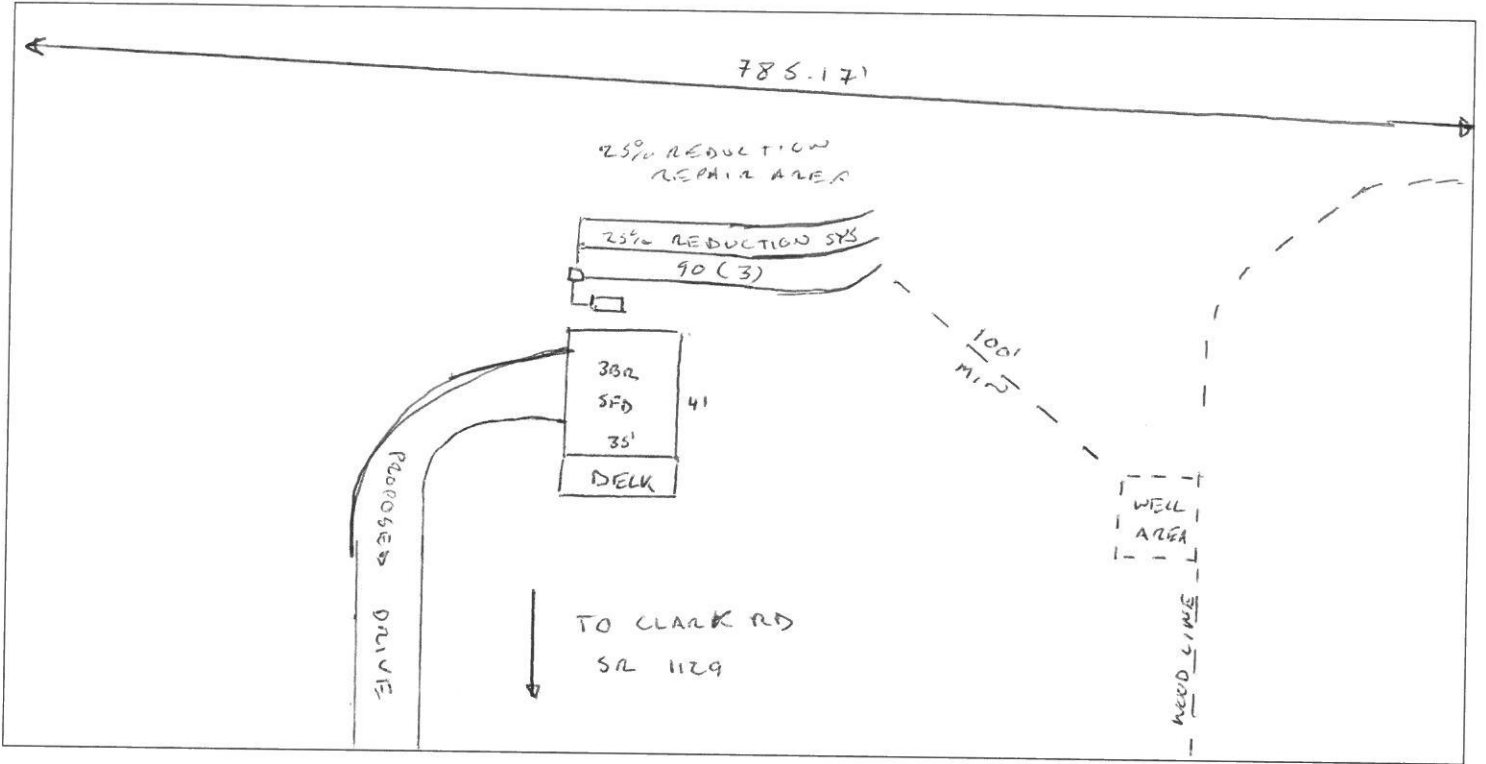 785.17'
25% REDUCTION
REPAIR AREA
25% REDUCTION SYS
90 (3)
100'
MIN
3BR
SFD
41
35'
DECK
WELL
AREA
PROPOSED DRIVE
TO CLARK RD
SR 1129
WOOD LINE